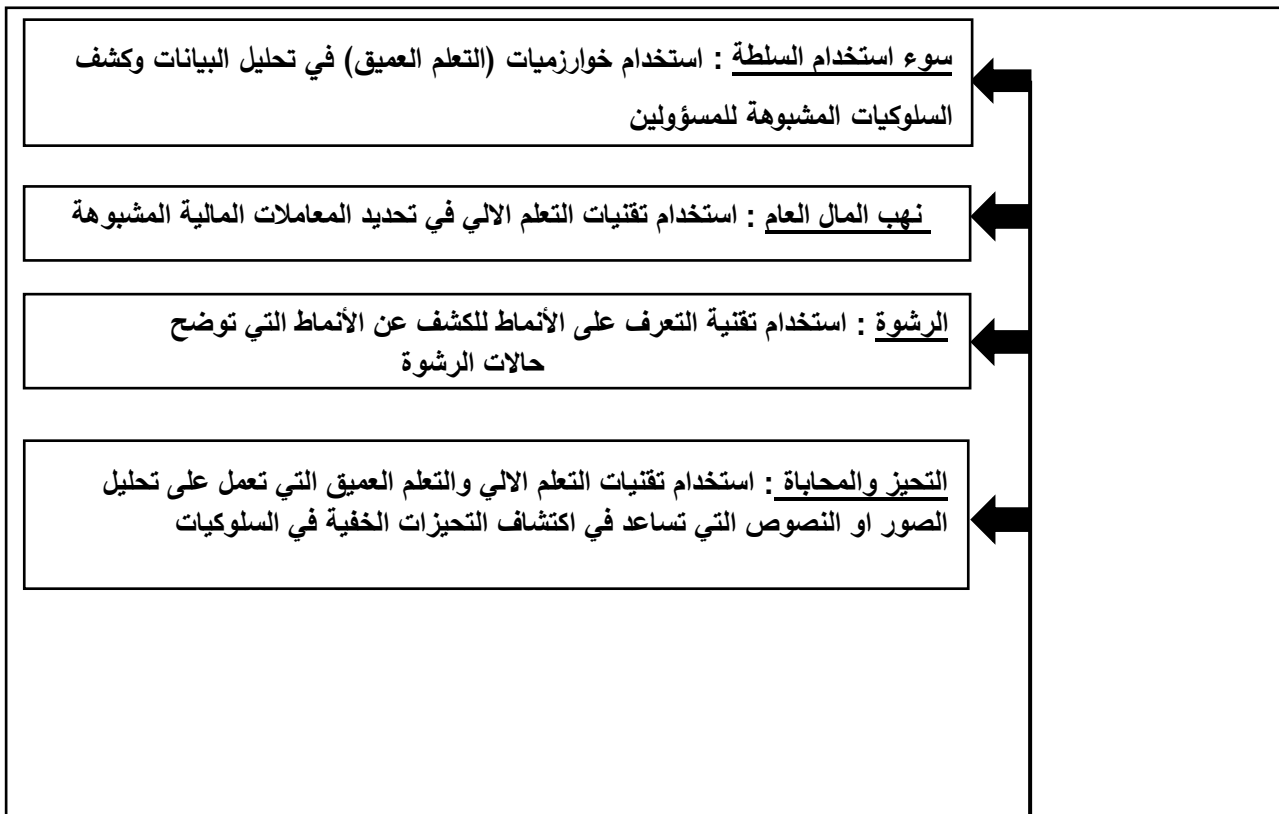 سوء استخدام السلطة : استخدام خوارزميات (التعلم العميق) في تحليل البيانات وكشف
السلوكيات المشبوهة للمسؤولين
نهب المال العام : استخدام تقنيات التعلم الالي في تحديد المعاملات المالية المشبوهة
الرشوة : استخدام تقنية التعرف على الأنماط للكشف عن الأنماط التي توضح
حالات الرشوة
التحيز والمحاباة : استخدام تقنيات التعلم الالي والتعلم العميق التي تعمل على تحليل
الصور او النصوص التي تساعد في اكتشاف التحيزات الخفية في السلوكيات